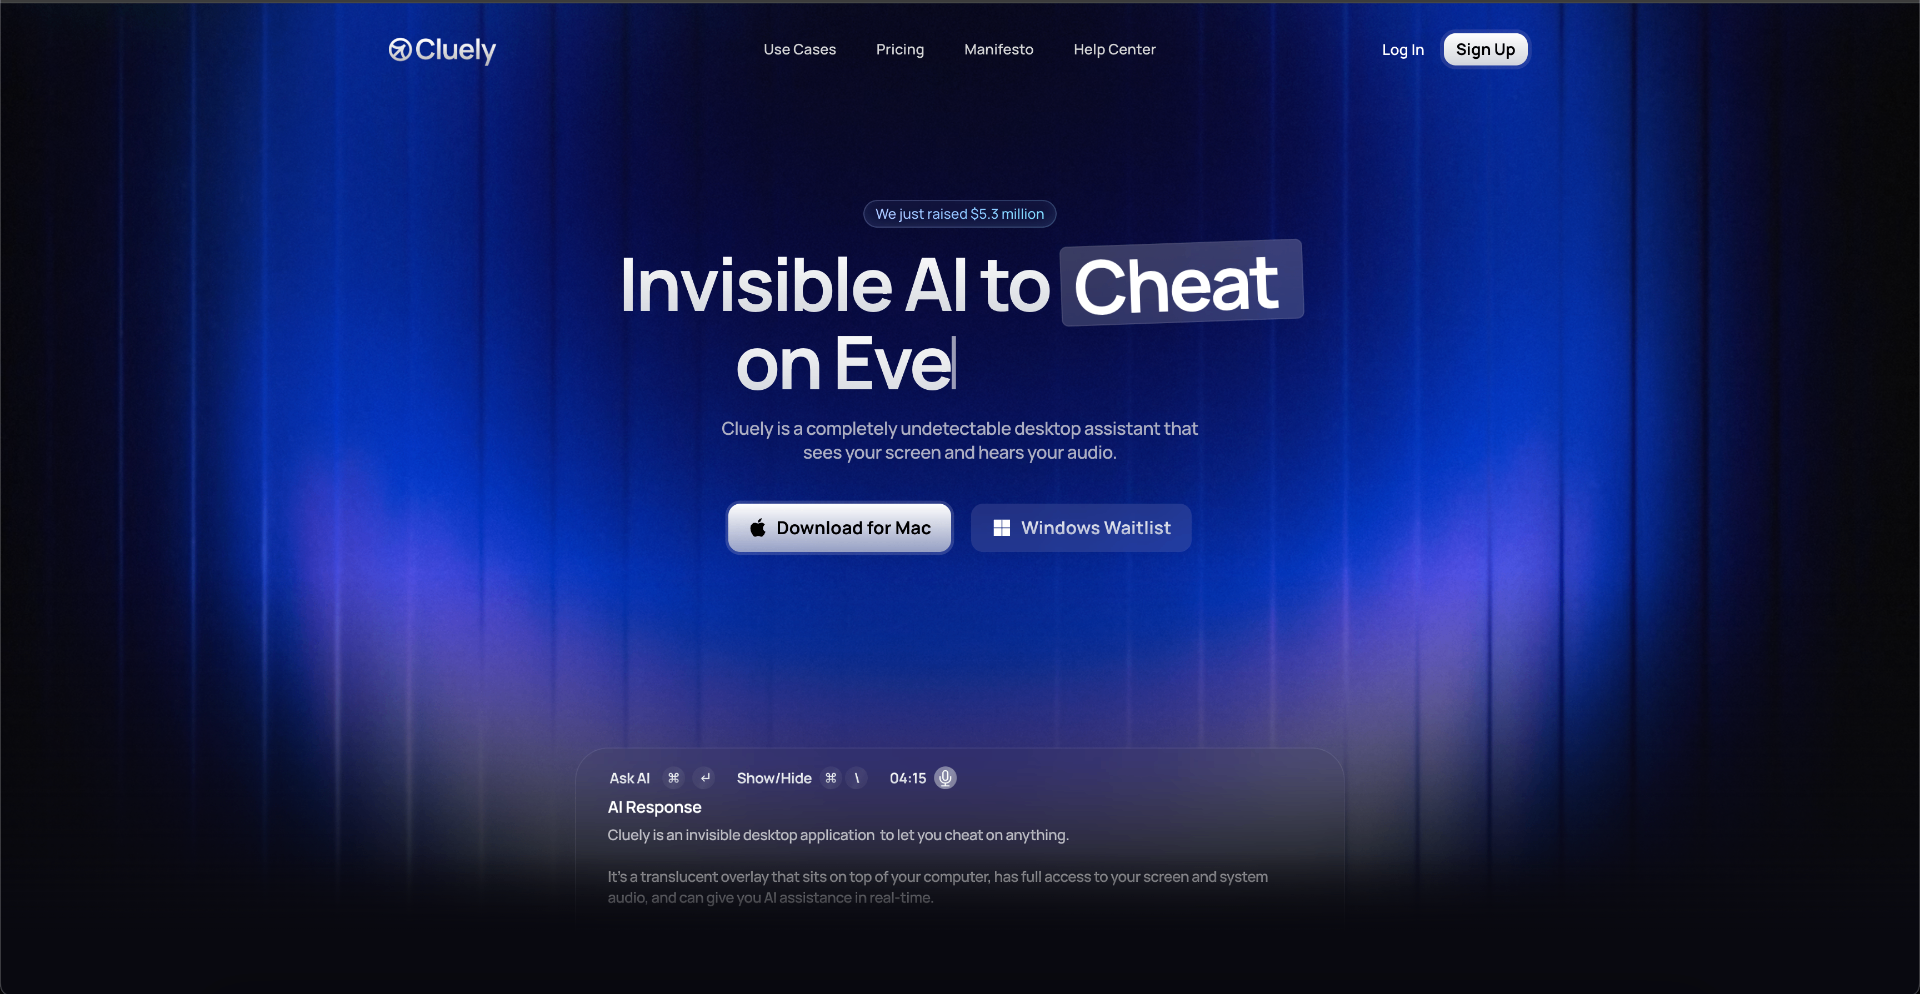 Cluely
Use Cases
Pricing
Manifesto
Help Center
Log In
Sign Up
We just raised $5.3 million
Invisible AI to Cheat
on Eve
Cluely is a completely undetectable desktop assistant that
sees your screen and hears your audio.
Download for Mac
Windows Waitlist
Ask AI ⌘ ↵ Show/Hide ⌘ \ 04:15
AI Response
Cluely is an invisible desktop application to let you cheat on anything.
It's a translucent overlay that sits on top of your computer, has full access to your screen and system
audio, and can give you AI assistance in real-time.